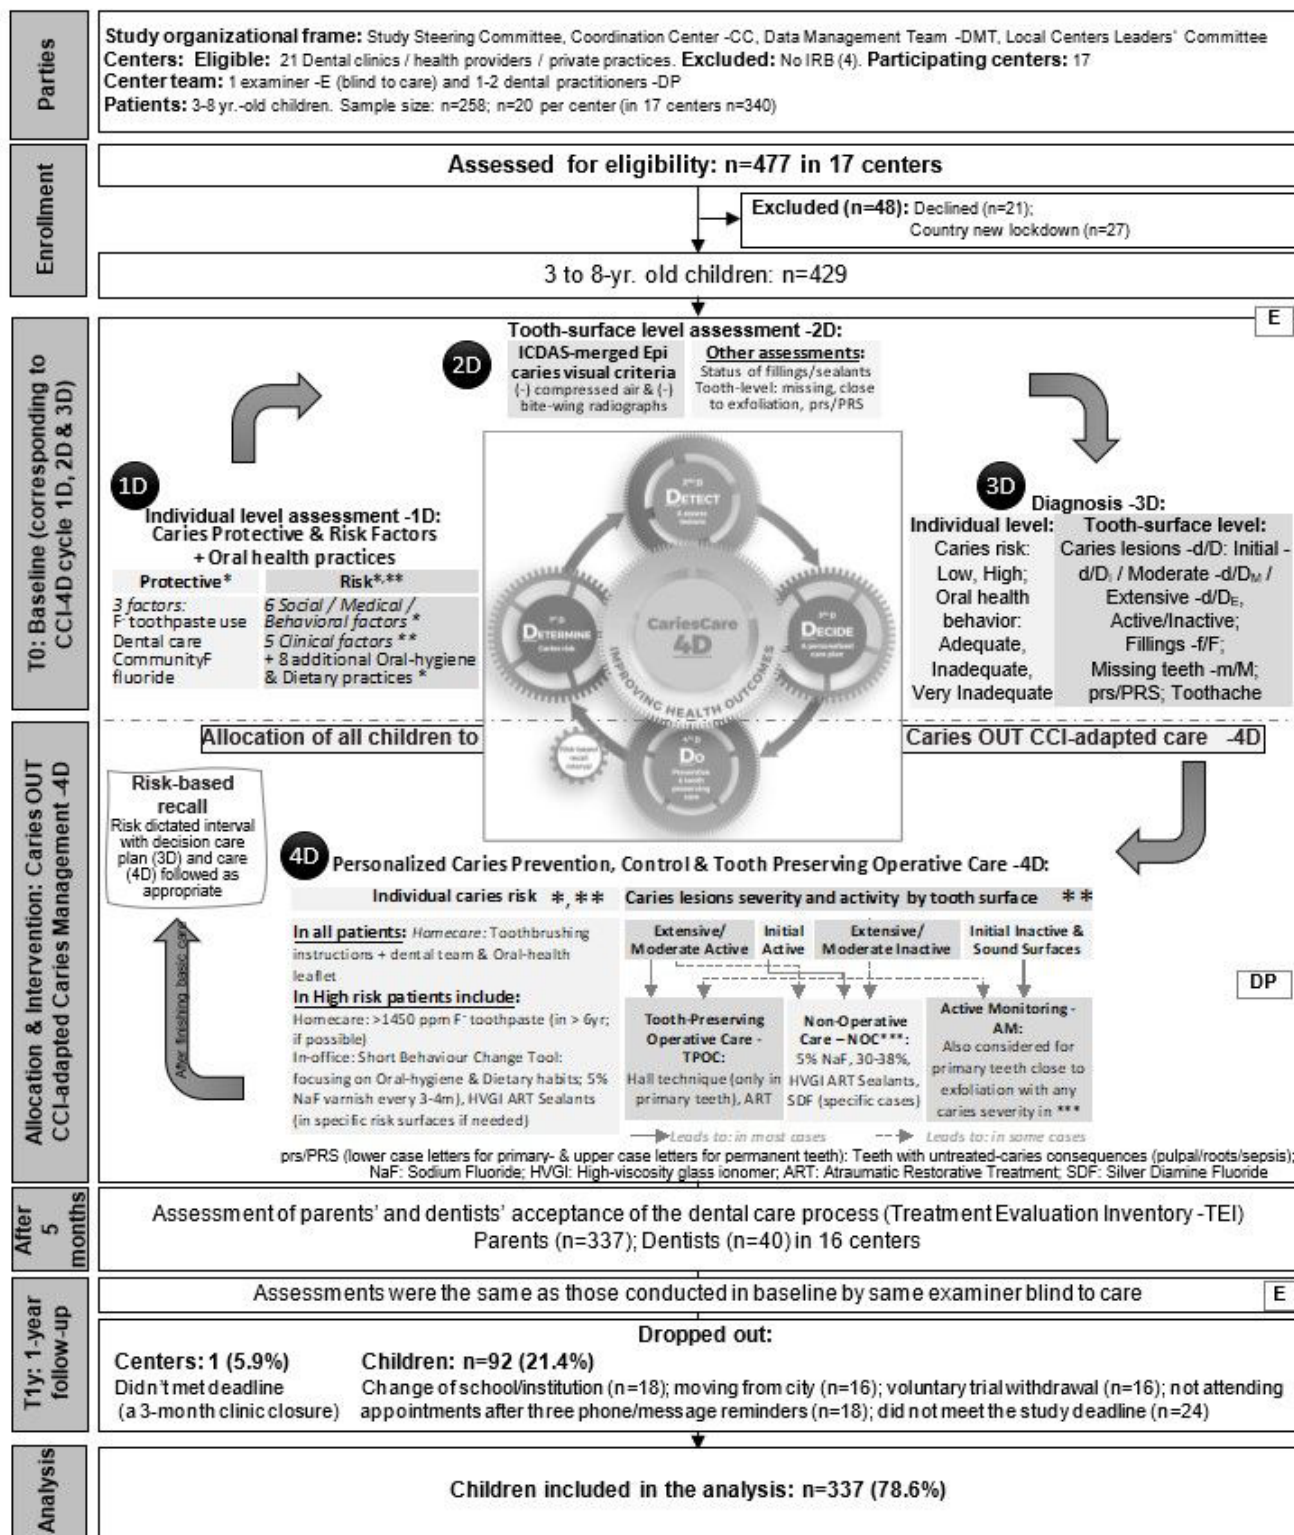 Parties
Study organizational frame: Study Steering Committee, Coordination Center -CC, Data Management Team -DMT, Local Centers Leaders' Committee
Centers: Eligible: 21 Dental clinics / health providers / private practices. Excluded: No IRB (4). Participating centers: 17
Center team: 1 examiner -E (blind to care) and 1-2 dental practitioners -DP
Patients: 3-8 yr.-old children. Sample size: n=258; n=20 per center (in 17 centers n=340)
Enrollment
Assessed for eligibility: n=477 in 17 centers
Excluded (n=48): Declined (n=21);
Country new lockdown (n=27)
3 to 8-yr. old children: n=429
T0: Baseline (corresponding to
CCI-4D cycle 1D, 2D & 3D)
E
2D
Tooth-surface level assessment -2D:
ICDAS-merged Epi
caries visual criteria
(-) compressed air & (-)
bite-wing radiographs
Other assessments:
Status of fillings/sealants
Tooth-level: missing, close
to exfoliation, prs/PRS
1D
Individual level assessment -1D:
Caries Protective & Risk Factors
+ Oral health practices
Protective*
3 factors:
F⁻toothpaste use
Dental care
CommunityF
fluoride
Risk*,**
6 Social / Medical /
Behavioral factors *
5 Clinical factors **
+ 8 additional Oral-hygiene
& Dietary practices *
2nd D
DETECT
& assess
lesions
1st D
DETERMINE
Caries risk
CariesCare
4D
IMPROVING HEALTH OUTCOMES
3rd D
DECIDE
A personalised
care plan
4th D
DO
Preventive
& tooth
preserving
care
Risk-based
recall
interval
3D
Diagnosis -3D:
Individual level:
Caries risk:
Low, High;
Oral health
behavior:
Adequate,
Inadequate,
Very Inadequate
Tooth-surface level:
Caries lesions -d/D: Initial -
d/DI / Moderate -d/DM /
Extensive -d/DE,
Active/Inactive;
Fillings -f/F;
Missing teeth -m/M;
prs/PRS; Toothache
Allocation & Intervention: Caries OUT
CCI-adapted Caries Management -4D
Allocation of all children to
Caries OUT CCI-adapted care -4D
Risk-based
recall
Risk dictated interval
with decision care
plan (3D) and care
(4D) followed as
appropriate
After finishing basic care
4D
Personalized Caries Prevention, Control & Tooth Preserving Operative Care -4D:
Individual caries risk *,**
In all patients: Homecare: Toothbrushing
instructions + dental team & Oral-health
leaflet
In High risk patients include:
Homecare: >1450 ppm F⁻ toothpaste (in > 6yr;
if possible)
In-office: Short Behaviour Change Tool:
focusing on Oral-hygiene & Dietary habits; 5%
NaF varnish every 3-4m), HVGI ART Sealants
(in specific risk surfaces if needed)
Caries lesions severity and activity by tooth surface **
Extensive/
Moderate Active
Initial
Active
Extensive/
Moderate Inactive
Initial Inactive &
Sound Surfaces
Tooth-Preserving
Operative Care -
TPOC:
Hall technique (only in
primary teeth), ART
Non-Operative
Care – NOC***:
5% NaF, 30-38%,
HVGI ART Sealants,
SDF (specific cases)
Active Monitoring -
AM:
Also considered for
primary teeth close to
exfoliation with any
caries severity in ***
Leads to: in most cases
Leads to: in some cases
DP
prs/PRS (lower case letters for primary- & upper case letters for permanent teeth): Teeth with untreated-caries consequences (pulpal/roots/sepsis);
NaF: Sodium Fluoride; HVGI: High-viscosity glass ionomer; ART: Atraumatic Restorative Treatment; SDF: Silver Diamine Fluoride
After
5
months
Assessment of parents' and dentists' acceptance of the dental care process (Treatment Evaluation Inventory -TEI)
Parents (n=337); Dentists (n=40) in 16 centers
T1y: 1-year
follow-up
Assessments were the same as those conducted in baseline by same examiner blind to care
E
Dropped out:
Centers: 1 (5.9%)
Didn't met deadline
(a 3-month clinic closure)
Children: n=92 (21.4%)
Change of school/institution (n=18); moving from city (n=16); voluntary trial withdrawal (n=16); not attending
appointments after three phone/message reminders (n=18); did not meet the study deadline (n=24)
Analysis
Children included in the analysis: n=337 (78.6%)